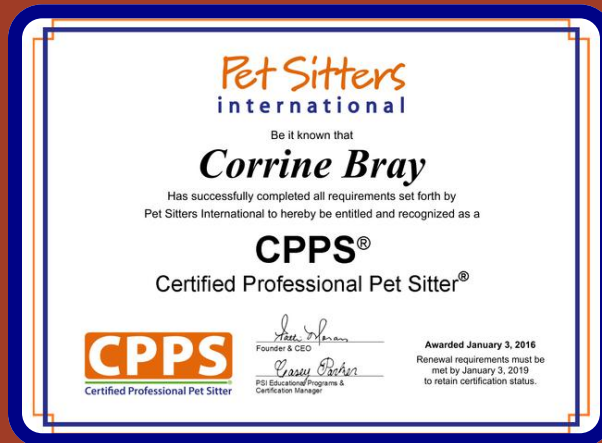 Pet Sitters
international
Be it known that
Corrine Bray
Has successfully completed all requirements set forth by
Pet Sitters International to hereby be entitled and recognized as a
CPPS®
Certified Professional Pet Sitter®
CPPS®
Certified Professional Pet Sitter
Founder & CEO
Casey Parker
PSI Educational Programs &
Certification Manager
Awarded January 3, 2016
Renewal requirements must be
met by January 3, 2019
to retain certification status.